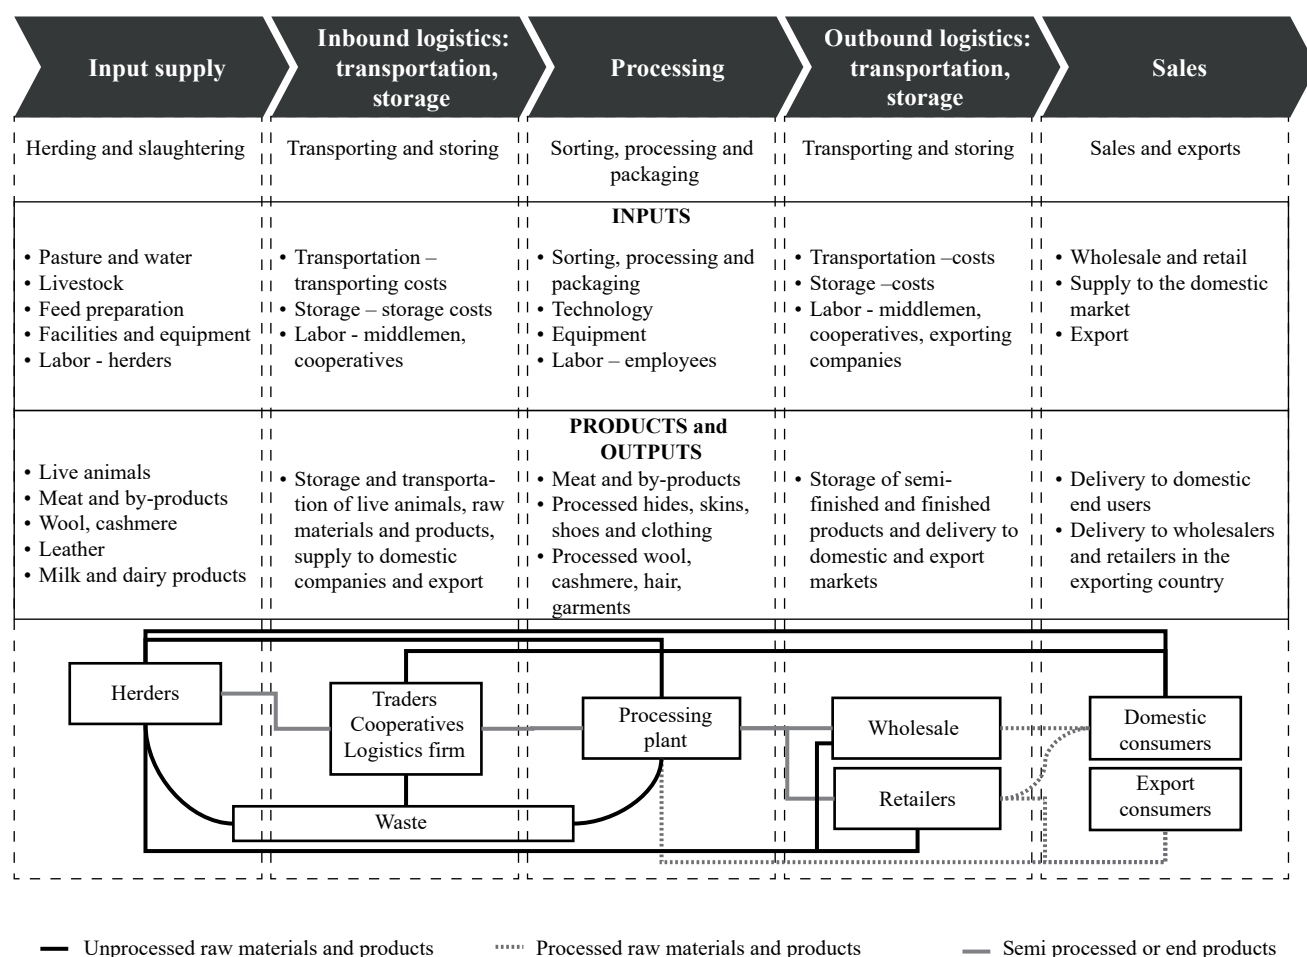 Input supply
Inbound logistics:
transportation,
storage
Processing
Outbound logistics:
transportation,
storage
Sales
Herding and slaughtering
Transporting and storing
Sorting, processing and
packaging
Transporting and storing
Sales and exports
INPUTS
• Pasture and water
• Livestock
• Feed preparation
• Facilities and equipment
• Labor - herders
• Transportation –
transporting costs
• Storage – storage costs
• Labor - middlemen,
cooperatives
• Sorting, processing and
packaging
• Technology
• Equipment
• Labor – employees
• Transportation –costs
• Storage –costs
• Labor - middlemen,
cooperatives, exporting
companies
• Wholesale and retail
• Supply to the domestic
market
• Export
PRODUCTS and
OUTPUTS
• Live animals
• Meat and by-products
• Wool, cashmere
• Leather
• Milk and dairy products
• Storage and transporta-
tion of live animals, raw
materials and products,
supply to domestic
companies and export
• Meat and by-products
• Processed hides, skins,
shoes and clothing
• Processed wool,
cashmere, hair,
garments
• Storage of semi-
finished and finished
products and delivery to
domestic and export
markets
• Delivery to domestic
end users
• Delivery to wholesalers
and retailers in the
exporting country
Herders
Traders
Cooperatives
Logistics firm
Processing
plant
Wholesale
Domestic
consumers
Retailers
Export
consumers
Waste
Unprocessed raw materials and products
Processed raw materials and products
Semi processed or end products